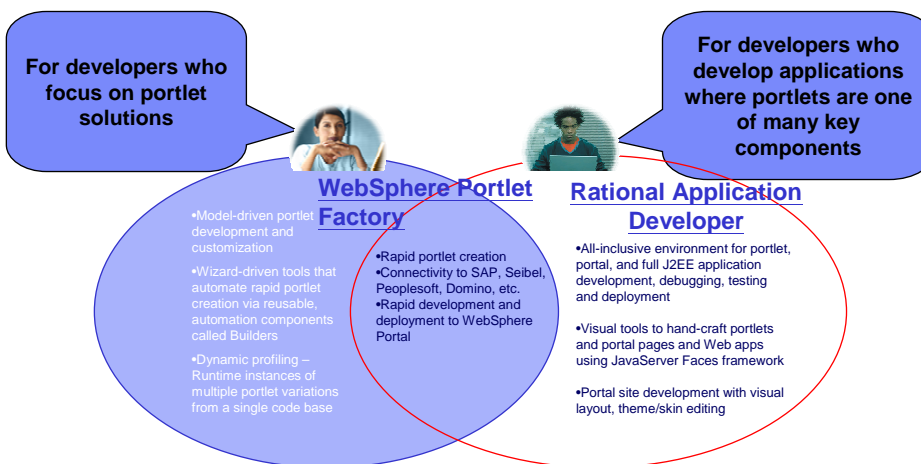 For developers who
focus on portlet
solutions
For developers who
develop applications
where portlets are one
of many key
components
WebSphere Portlet
Factory
•Model-driven portlet
development and
customization
•Wizard-driven tools that
automate rapid portlet
creation via reusable,
automation components
called Builders
•Dynamic profiling –
Runtime instances of
multiple portlet variations
from a single code base
•Rapid portlet creation
•Connectivity to SAP, Seibel,
Peoplesoft, Domino, etc.
•Rapid development and
deployment to WebSphere
Portal
Rational Application
Developer
•All-inclusive environment for portlet,
portal, and full J2EE application
development, debugging, testing
and deployment
•Visual tools to hand-craft portlets
and portal pages and Web apps
using JavaServer Faces framework
•Portal site development with visual
layout, theme/skin editing